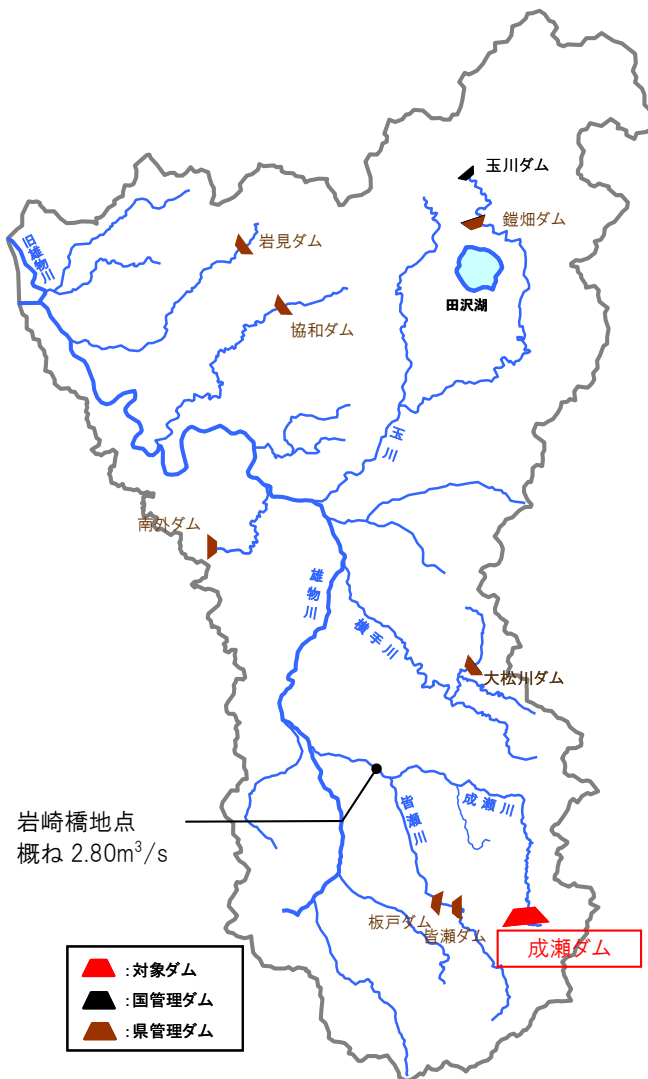 玉川ダム
鎧畑ダム
旧雄物川
岩見ダム
田沢湖
協和ダム
玉川
南外ダム
雄物川
横手川
大松川ダム
岩崎橋地点
概ね 2.80m³/s
成瀬川
皆瀬川
板戸ダム
皆瀬ダム
成瀬ダム
:対象ダム
:国管理ダム
:県管理ダム